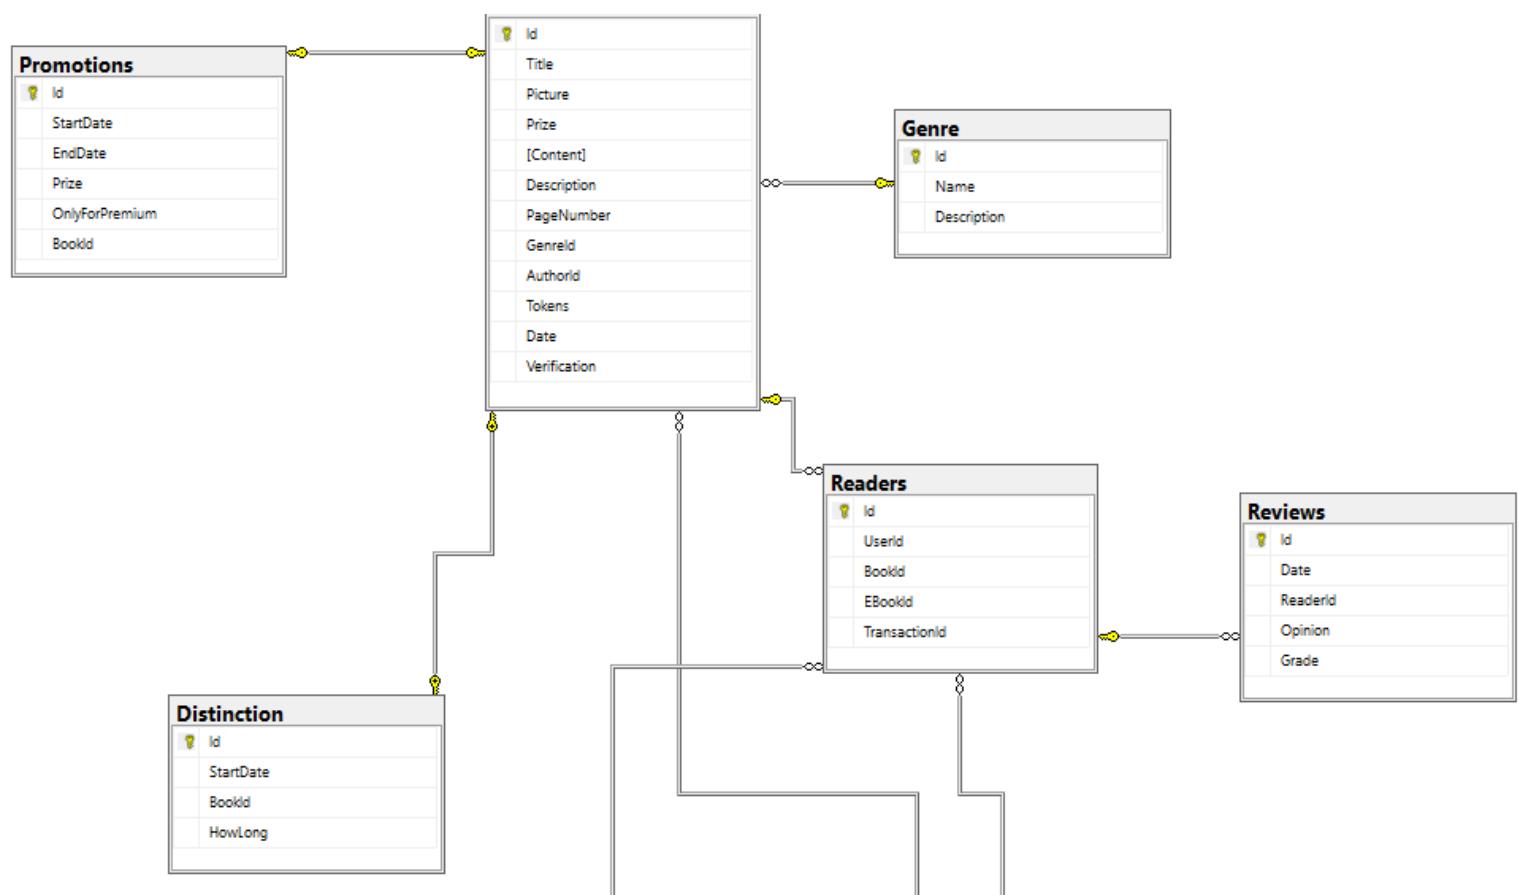 Promotions
Id
StartDate
EndDate
Prize
OnlyForPremium
BookId
Id
Title
Picture
Prize
[Content]
Description
PageNumber
GenreId
AuthorId
Tokens
Date
Verification
Genre
Id
Name
Description
Readers
Id
UserId
BookId
EBookId
TransactionId
Reviews
Id
Date
ReaderId
Opinion
Grade
Distinction
Id
StartDate
BookId
HowLong